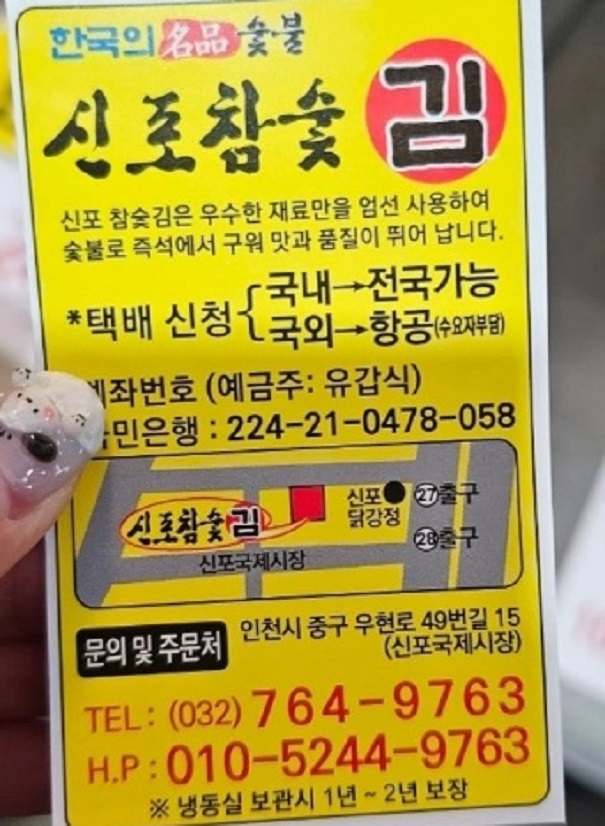 한국의 名品 숯·불
신포참숯 김
신포 참숯김은 우수한 재료만을 엄선 사용하여
숯불로 즉석에서 구워 맛과 품질이 뛰어 납니다.
*택배 신청 { 국내→전국가능
국외→항공(수요자부담)
좌번호 (예금주: 유갑식)
민은행 : 224-21-0478-058
신포참숯김
신포국제시장
신포 닭강정
㉗출구
㉘출구
문의 및 주문처
인천시 중구 우현로 49번길 15
(신포국제시장)
TEL : (032) 764-9763
H.P : 010-5244-9763
※ 냉동실 보관시 1년 ~ 2년 보장